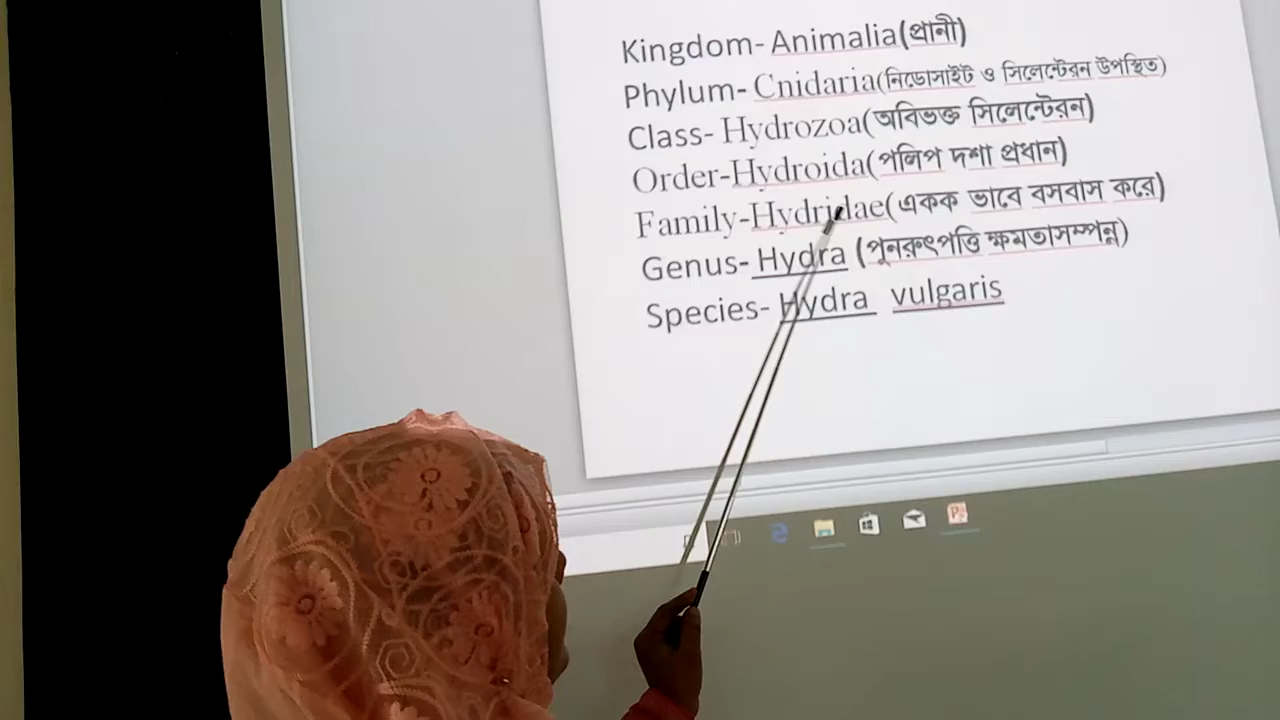 Kingdom- Animalia(প্রানী)
Phylum- Cnidaria(নিডোসাইট ও সিলেন্টেরন উপস্থিত)
Class- Hydrozoa(অবিভক্ত সিলেন্টেরন)
Order-Hydroida(পলিপ দশা প্রধান)
Family-Hydridae(একক ভাবে বসবাস করে)
Genus- Hydra (পুনরুৎপত্তি ক্ষমতাসম্পন্ন)
Species- Hydra vulgaris